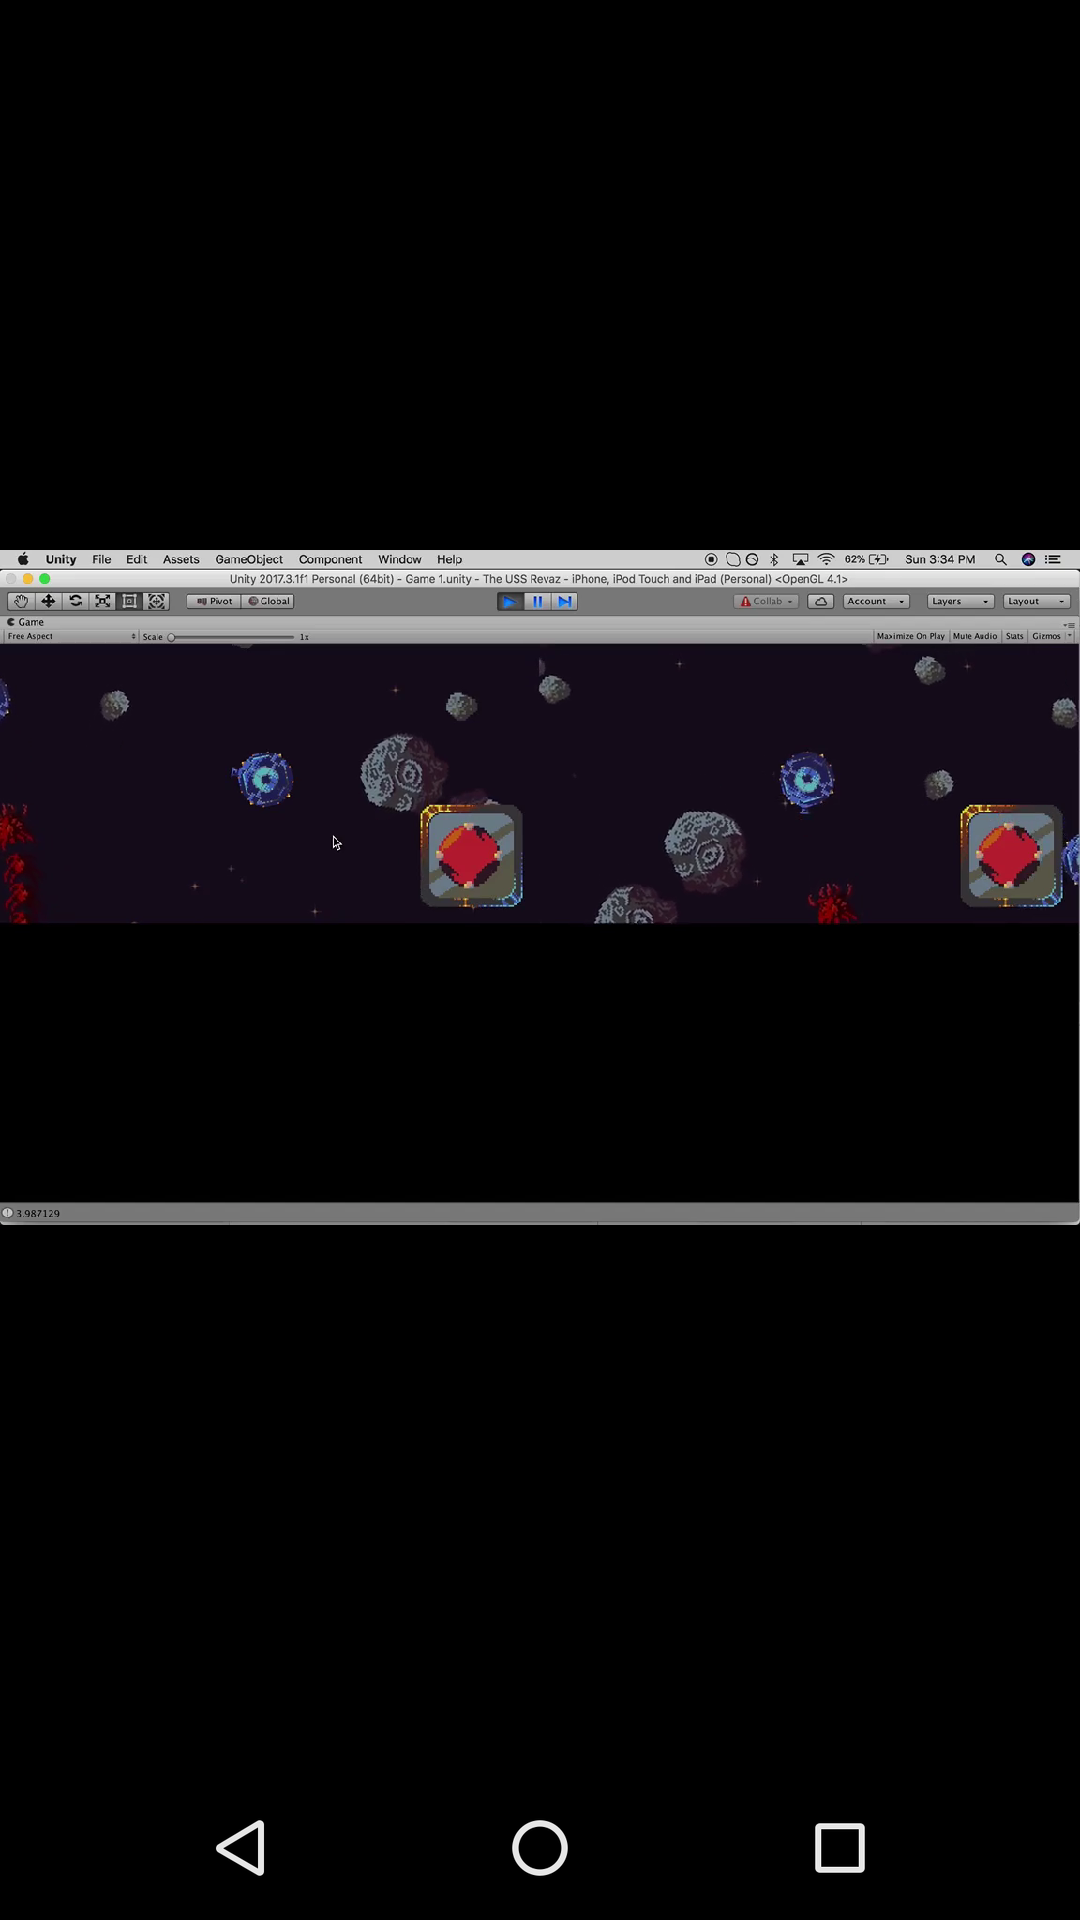 Unity File Edit Assets GameObject Component Window Help 62% Sun 3:34 PM
Unity 2017.3.1f1 Personal (64bit) - Game 1.unity - The USS Revaz - iPhone, iPod Touch and iPad (Personal) <OpenGL 4.1>
Pivot Global Collab Account Layers Layout
Game
Free Aspect Scale 1x Maximize On Play Mute Audio Stats Gizmos
3.987129